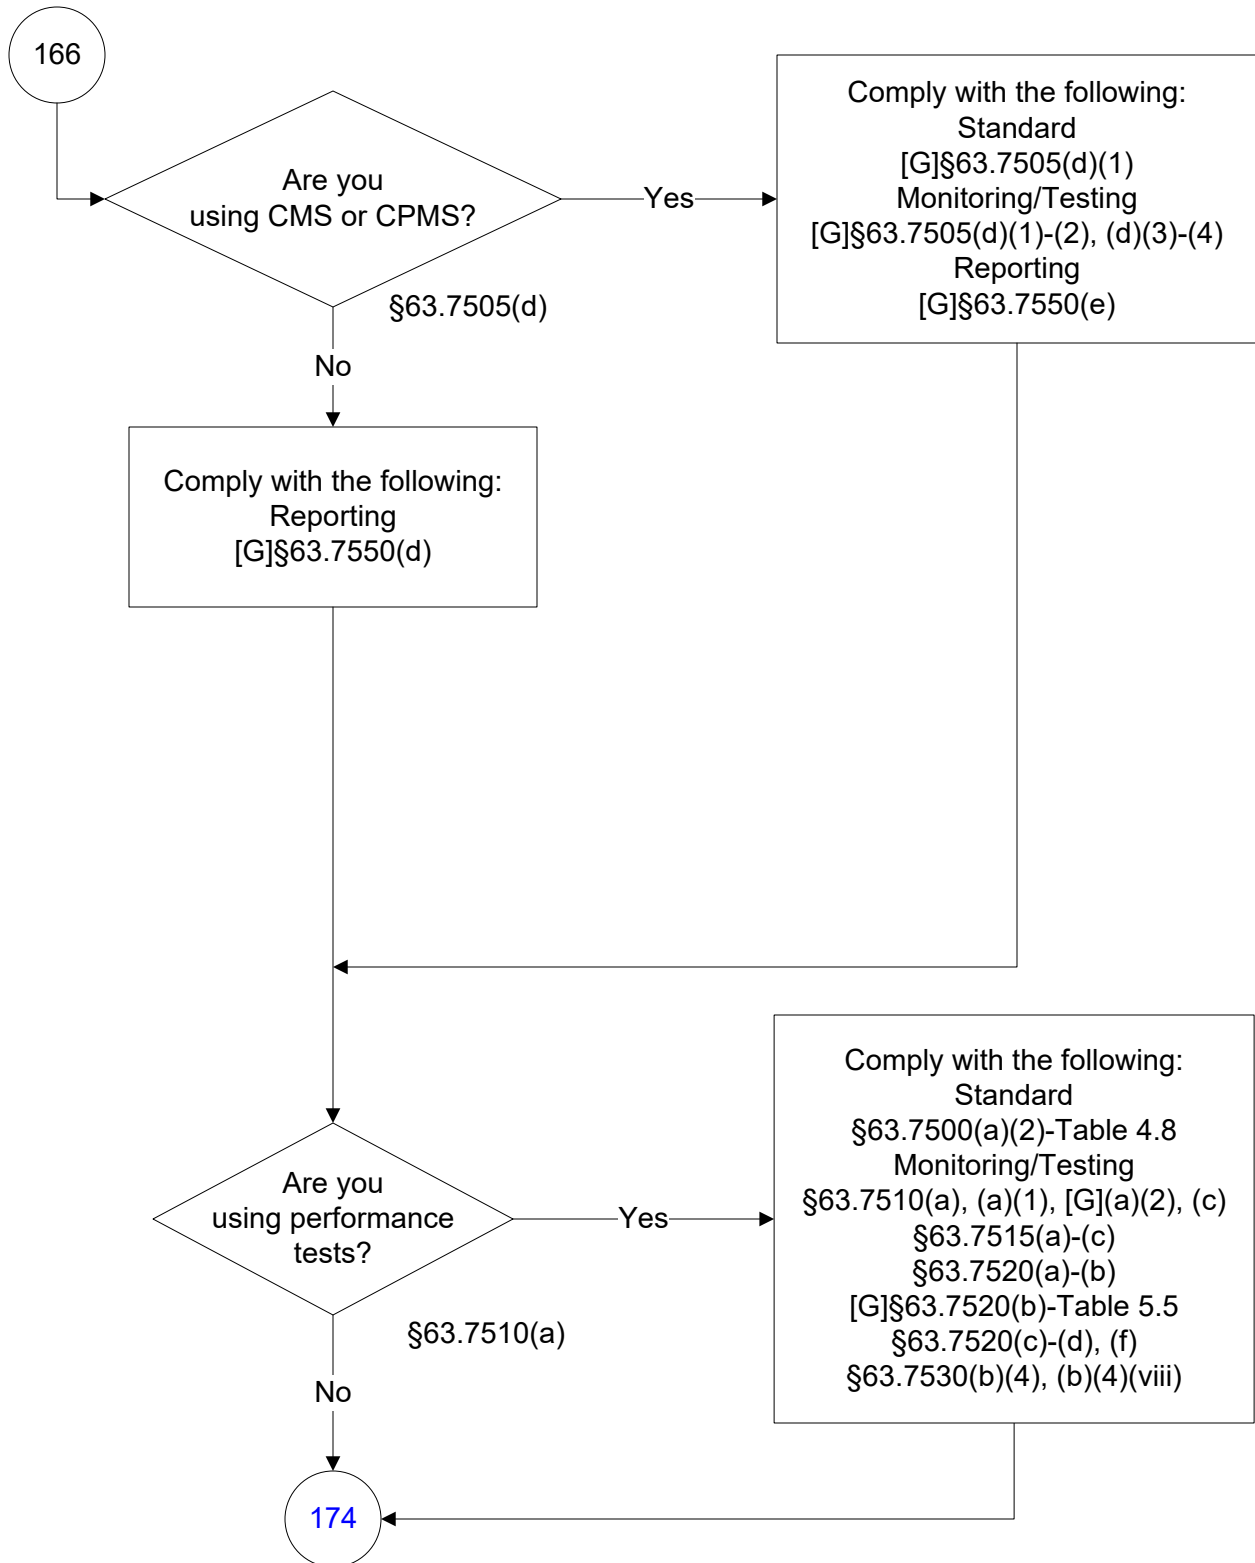 166
Are you
using CMS or CPMS?
§63.7505(d)
Yes
Comply with the following:
Standard
[G]§63.7505(d)(1)
Monitoring/Testing
[G]§63.7505(d)(1)-(2), (d)(3)-(4)
Reporting
[G]§63.7550(e)
No
Comply with the following:
Reporting
[G]§63.7550(d)
Are you
using performance
tests?
§63.7510(a)
Yes
Comply with the following:
Standard
§63.7500(a)(2)-Table 4.8
Monitoring/Testing
§63.7510(a), (a)(1), [G](a)(2), (c)
§63.7515(a)-(c)
§63.7520(a)-(b)
[G]§63.7520(b)-Table 5.5
§63.7520(c)-(d), (f)
§63.7530(b)(4), (b)(4)(viii)
No
174